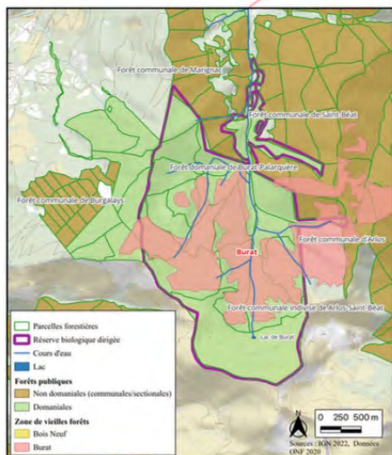 Forêt communale de Marignac
Forêt communale de Saint-Béat
Forêt domaniale de Burat-Palarquère
Forêt communale de Burgalays
Forêt communale d'Arlos
Burat
Forêt communale indivise de Arlos-Saint-Béat
Lac de Burat
Parcelles forestières
Réserve biologique dirigée
Cours d'eau
Lac
Forêts publiques
Non domaniales (communales/sectionales)
Domaniales
Zone de vieilles forêts
Bois Neuf
Burat
N
0 250 500 m
Sources : IGN 2022, Données
ONF 2020